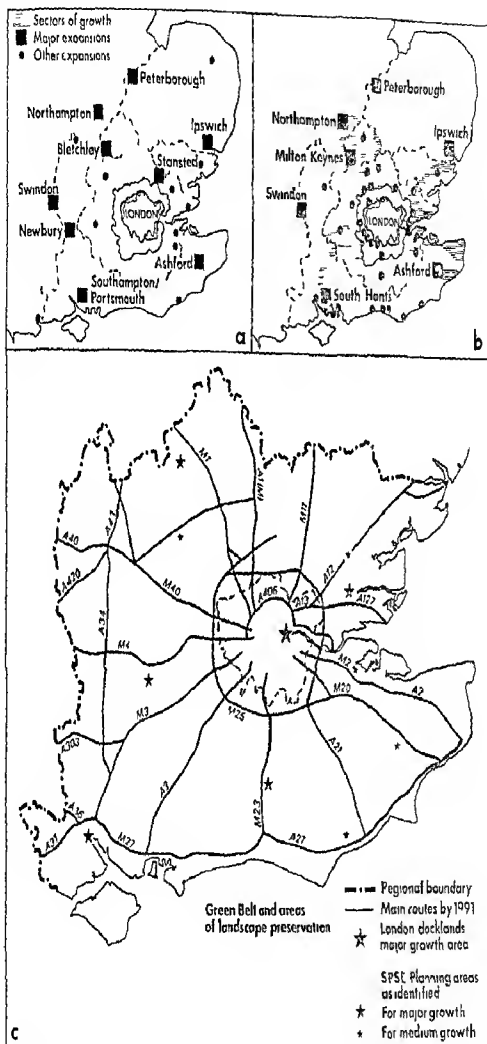 Sectors of growth
Major expansions
Other expansions
Peterborough
Northampton
Bletchley
Ipswich
Stansted
Swindon
LONDON
Newbury
Ashford
Southampton/
Portsmouth
a
Peterborough
Northampton
Ipswich
Milton Keynes
Swindon
LONDON
Ashford
South Hants
b
M1
A1(M)
M11
A43
A40
A420
A12
M40
A406
A13
A127
A34
M4
M2
A2
M3
M25
M20
A303
A21
A3
M23
A36
A31
M27
A27
Green Belt and areas
of landscape preservation
Regional boundary
Main routes by 1991
London docklands
major growth area
SPSE Planning areas
as identified
For major growth
For medium growth
c